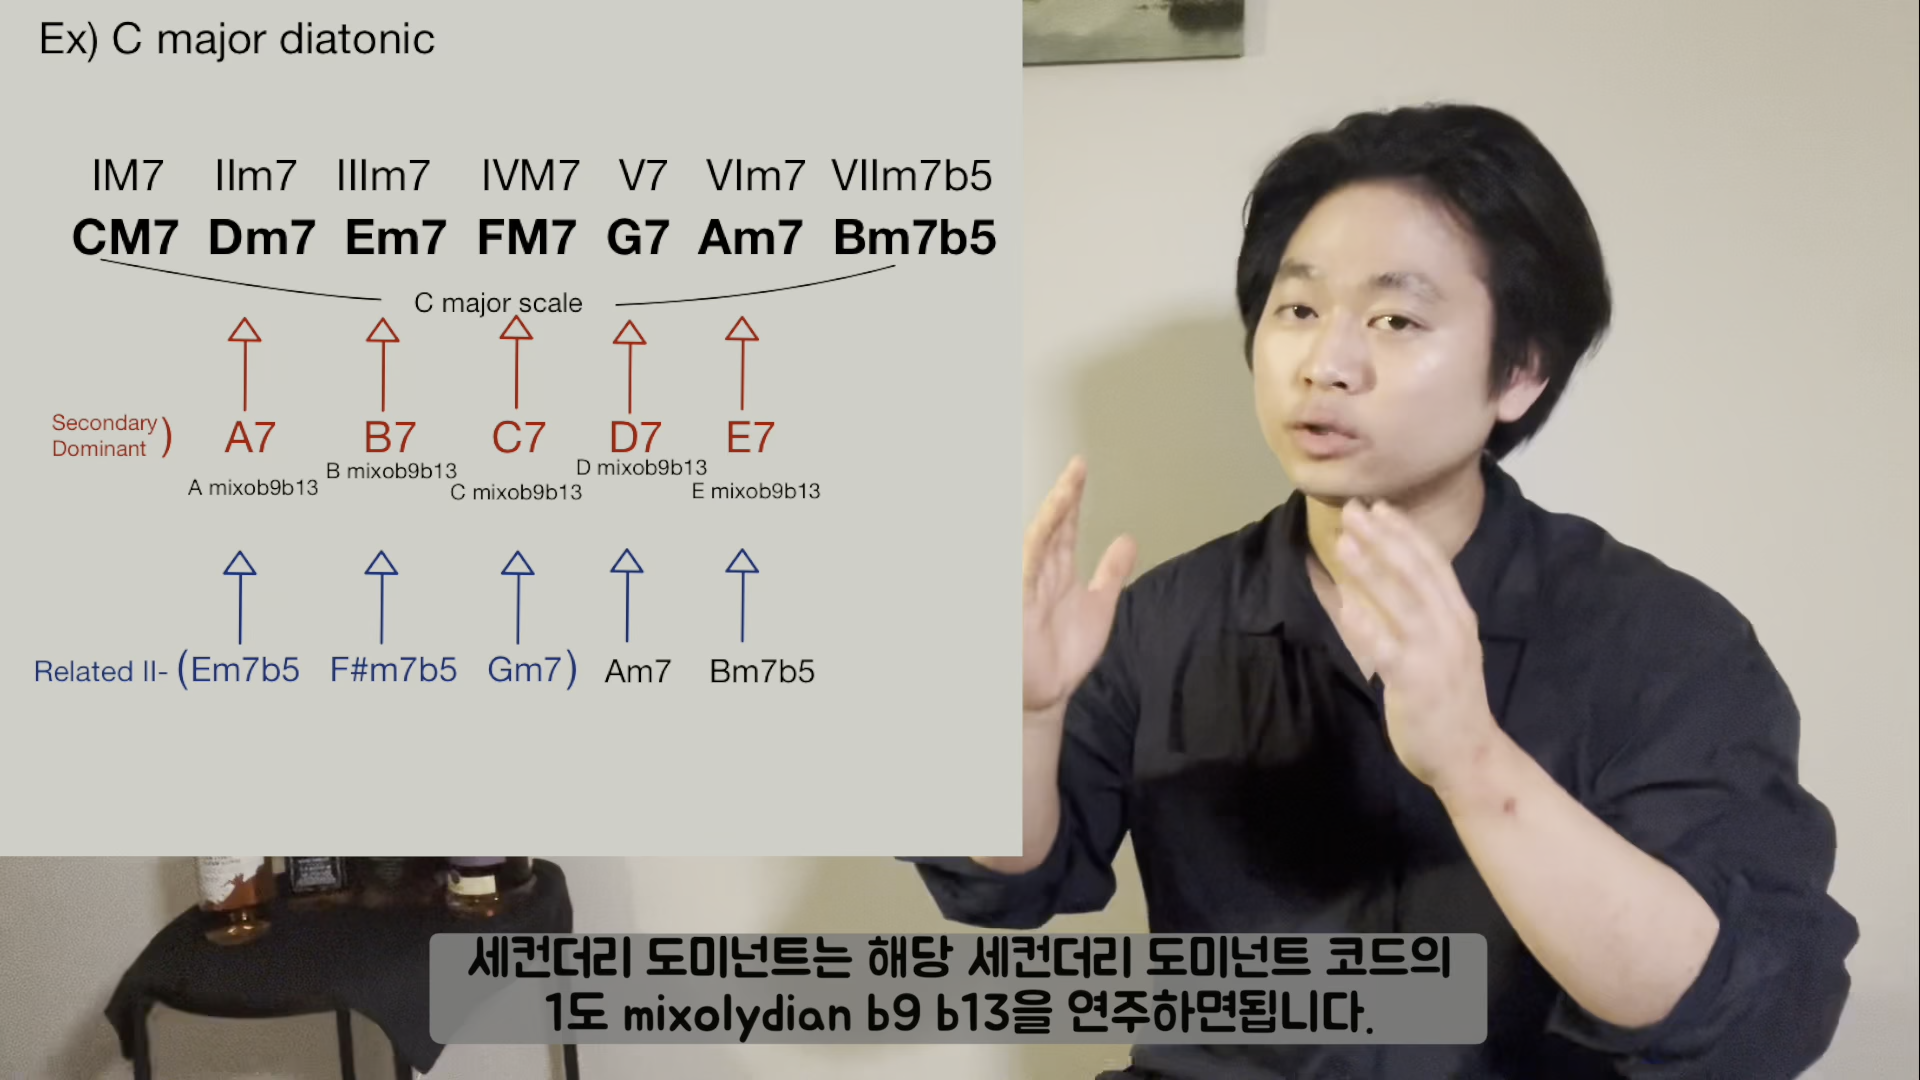 Ex) C major diatonic
IM7 IIm7 IIIm7 IVM7 V7 VIm7 VIIm7b5
CM7 Dm7 Em7 FM7 G7 Am7 Bm7b5
C major scale
Secondary
Dominant )
A7 B7 C7 D7 E7
A mixob9b13 B mixob9b13 C mixob9b13 D mixob9b13 E mixob9b13
Related II- (Em7b5 F#m7b5 Gm7) Am7 Bm7b5
세컨더리 도미넌트는 해당 세컨더리 도미넌트 코드의
1도 mixolydian b9 b13을 연주하면됩니다.